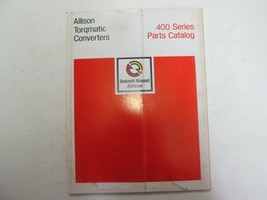 Allison
Torqmatic
Converters
400 Series
Parts Catalog
Detroit Diesel
Allison